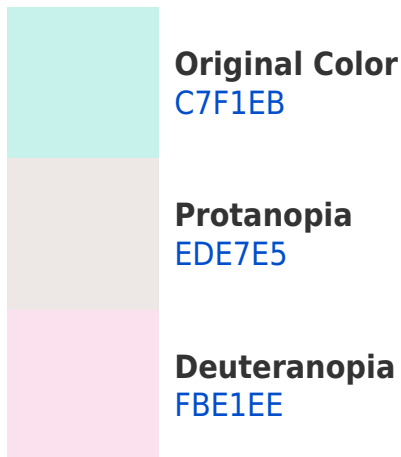 Original Color
C7F1EB
Protanopia
EDE7E5
Deuteranopia
FBE1EE